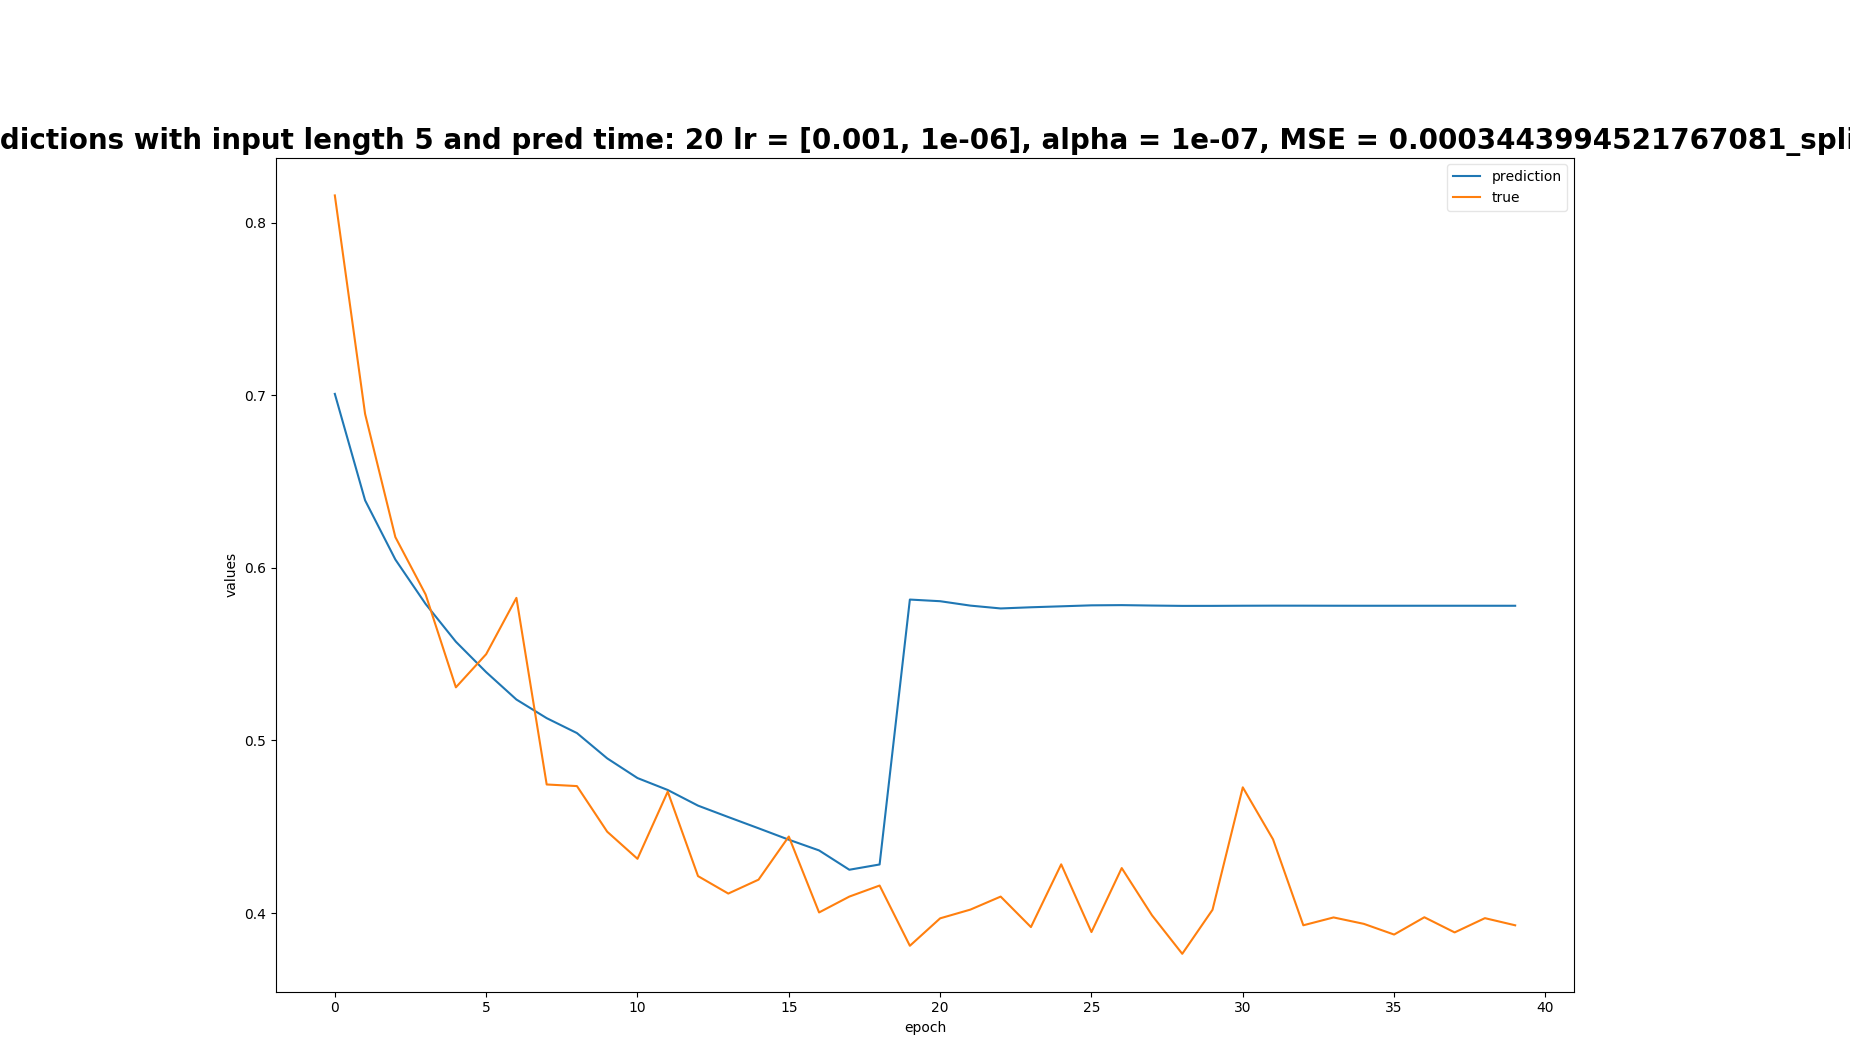 dictions with input length 5 and pred time: 20 lr = [0.001, 1e-06], alpha = 1e-07, MSE = 0.0003443994521767081_spli
prediction
true
0.8
0.7
0.6
0.5
0.4
values
0 5 10 15 20 25 30 35 40
epoch